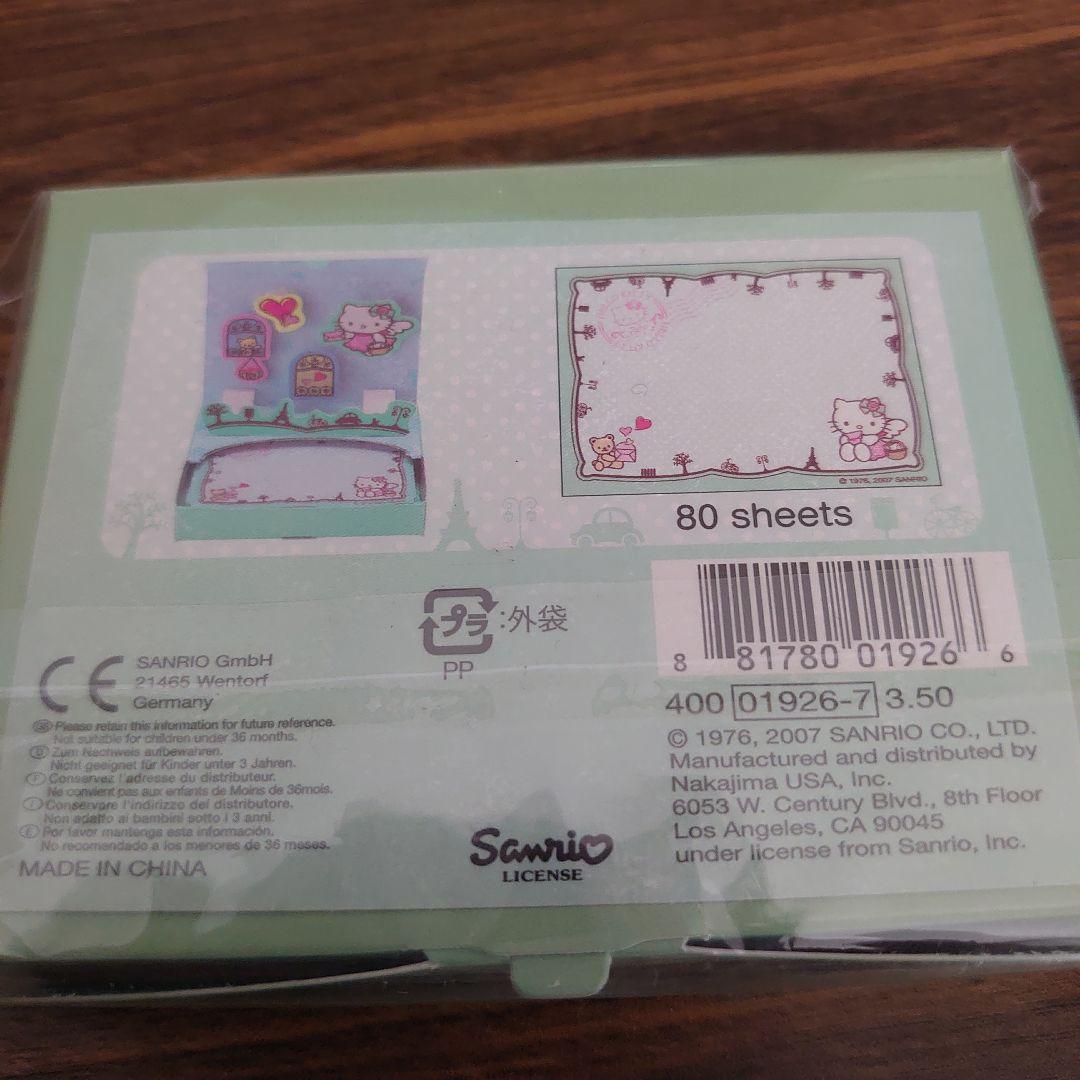 © 1976, 2007 SANRIO
80 sheets
プラ:外袋
PP
8 81780 01926 6
400 01926-7 3.50
© 1976, 2007 SANRIO CO., LTD.
Manufactured and distributed by
Nakajima USA, Inc.
6053 W. Century Blvd., 8th Floor
Los Angeles, CA 90045
under license from Sanrio, Inc.
CE
SANRIO GmbH
21465 Wentorf
Germany
GB Please retain this information for future reference.
Not suitable for children under 36 months.
D Zum Nachweis aufbewahren.
Nicht geeignet für Kinder unter 3 Jahren.
F Conservez l'adresse du distributeur.
Ne convient pas aux enfants de Moins de 36mois.
I Conservare l'indirizzo del distributore.
Non adatto ai bambini sotto i 3 anni.
E Por favor mantenga esta información.
No recomendado a los menores de 36 meses.
MADE IN CHINA
Sanrio
LICENSE